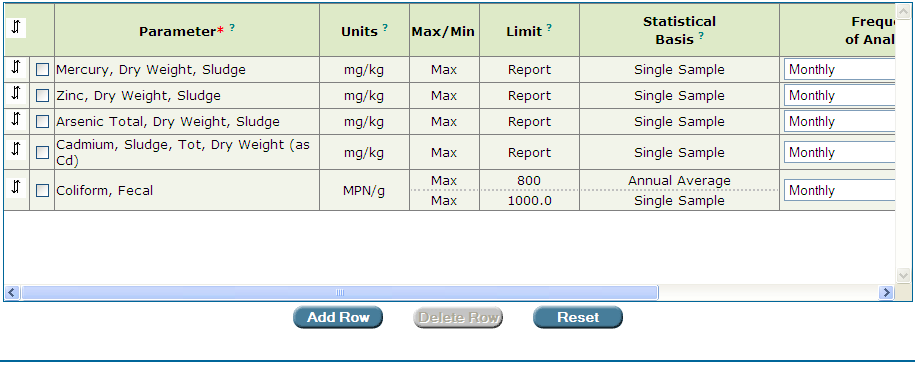 Parameter* ? Units ? Max/Min Limit ? Statistical Basis ? Frequ of Anal
Mercury, Dry Weight, Sludge mg/kg Max Report Single Sample Monthly
Zinc, Dry Weight, Sludge mg/kg Max Report Single Sample Monthly
Arsenic Total, Dry Weight, Sludge mg/kg Max Report Single Sample Monthly
Cadmium, Sludge, Tot, Dry Weight (as
Cd) mg/kg Max Report Single Sample Monthly
Coliform, Fecal MPN/g Max 800 Annual Average Monthly
Max 1000.0 Single Sample
Add Row Delete Row Reset